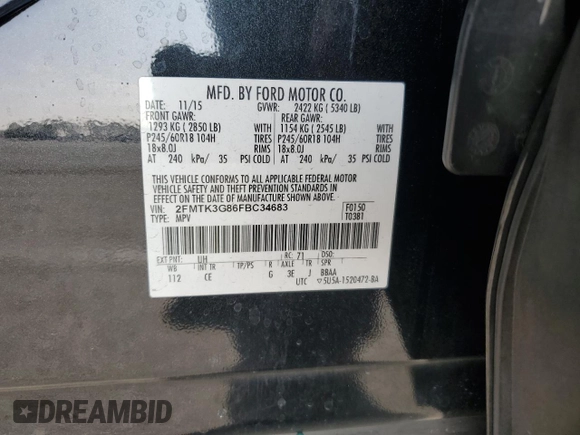 MFD. BY FORD MOTOR CO.
DATE: 11/15 GVWR: 2422 KG ( 5340 LB)
FRONT GAWR: REAR GAWR:
1293 KG ( 2850 LB) WITH 1154 KG ( 2545 LB) WITH
P245/60R18 104H TIRES P245/60R18 104H TIRES
18x8.0J RIMS 18x8.0J RIMS
AT 240 kPa/ 35 PSI COLD AT 240 kPa/ 35 PSI COLD
THIS VEHICLE CONFORMS TO ALL APPLICABLE FEDERAL MOTOR
VEHICLE SAFETY AND THEFT PREVENTION STANDARDS IN
EFFECT ON THE DATE OF MANUFACTURE SHOWN ABOVE.
VIN: 2FMTK3G86FBC34683 F0150
TYPE: MPV T0381
EXT PNT: UH RC: 71 DSO:
WB INT TR TP/PS R AXLE TR SPR
112 CE G 3E J BBAA
UTC ▽5USA-1520472-BA
DREAMBID